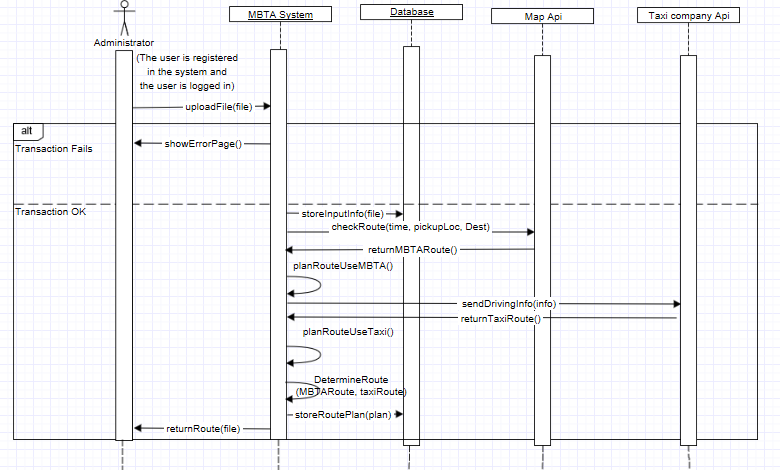 MBTA System
Database
Map Api
Taxi company Api
Administrator
(The user is registered
in the system and
the user is logged in)
uploadFile(file)
alt
Transaction Fails
showErrorPage()
Transaction OK
storeInputInfo(file)
checkRoute(time, pickupLoc, Dest)
returnMBTARoute()
planRouteUseMBTA()
sendDrivingInfo(info)
returnTaxiRoute()
planRouteUseTaxi()
DetermineRoute
(MBTARoute, taxiRoute)
storeRoutePlan(plan)
returnRoute(file)